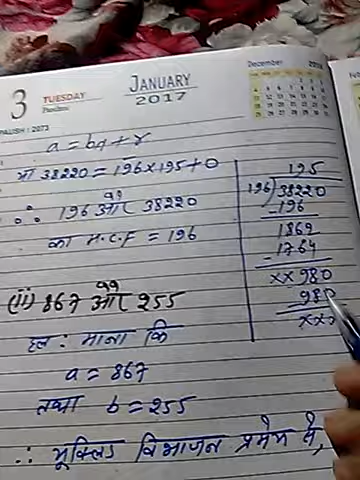 3
TUESDAY
JANUARY
2017
December
a = bq + r
या 38220 = 196×195+0
∴ 196 और 38220
का H.C.F = 196
195
196) 38220
-196
1862
-1764
××980
980
×××
(ii) 867 और 255
हल : माना कि
a = 867
तथा b = 255
∴ यूक्लिड विभाजन प्रमेय से,